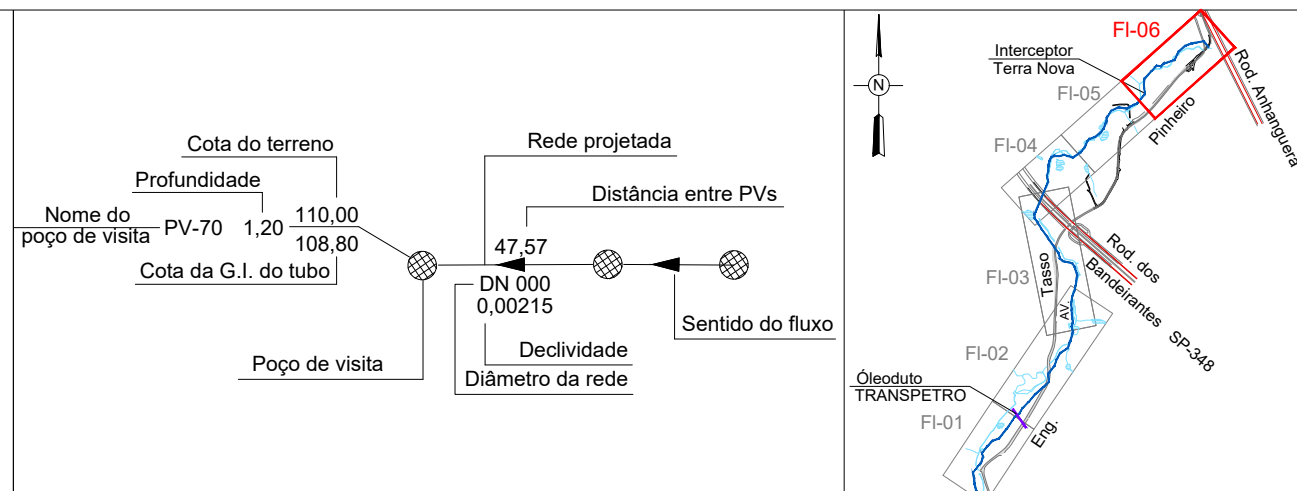 Cota do terreno
Profundidade
Nome do
poço de visita
PV-70
1,20
110,00
108,80
Cota da G.I. do tubo
Rede projetada
Distância entre PVs
47,57
DN 000
0,00215
Sentido do fluxo
Declividade
Diâmetro da rede
Poço de visita
N
Fl-06
Interceptor
Terra Nova
Fl-05
Rod. Anhanguera
Pinheiro
Fl-04
Rod. dos
Bandeirantes SP-348
Fl-03
Tasso
AV.
Fl-02
Óleoduto
TRANSPETRO
Fl-01
Eng.